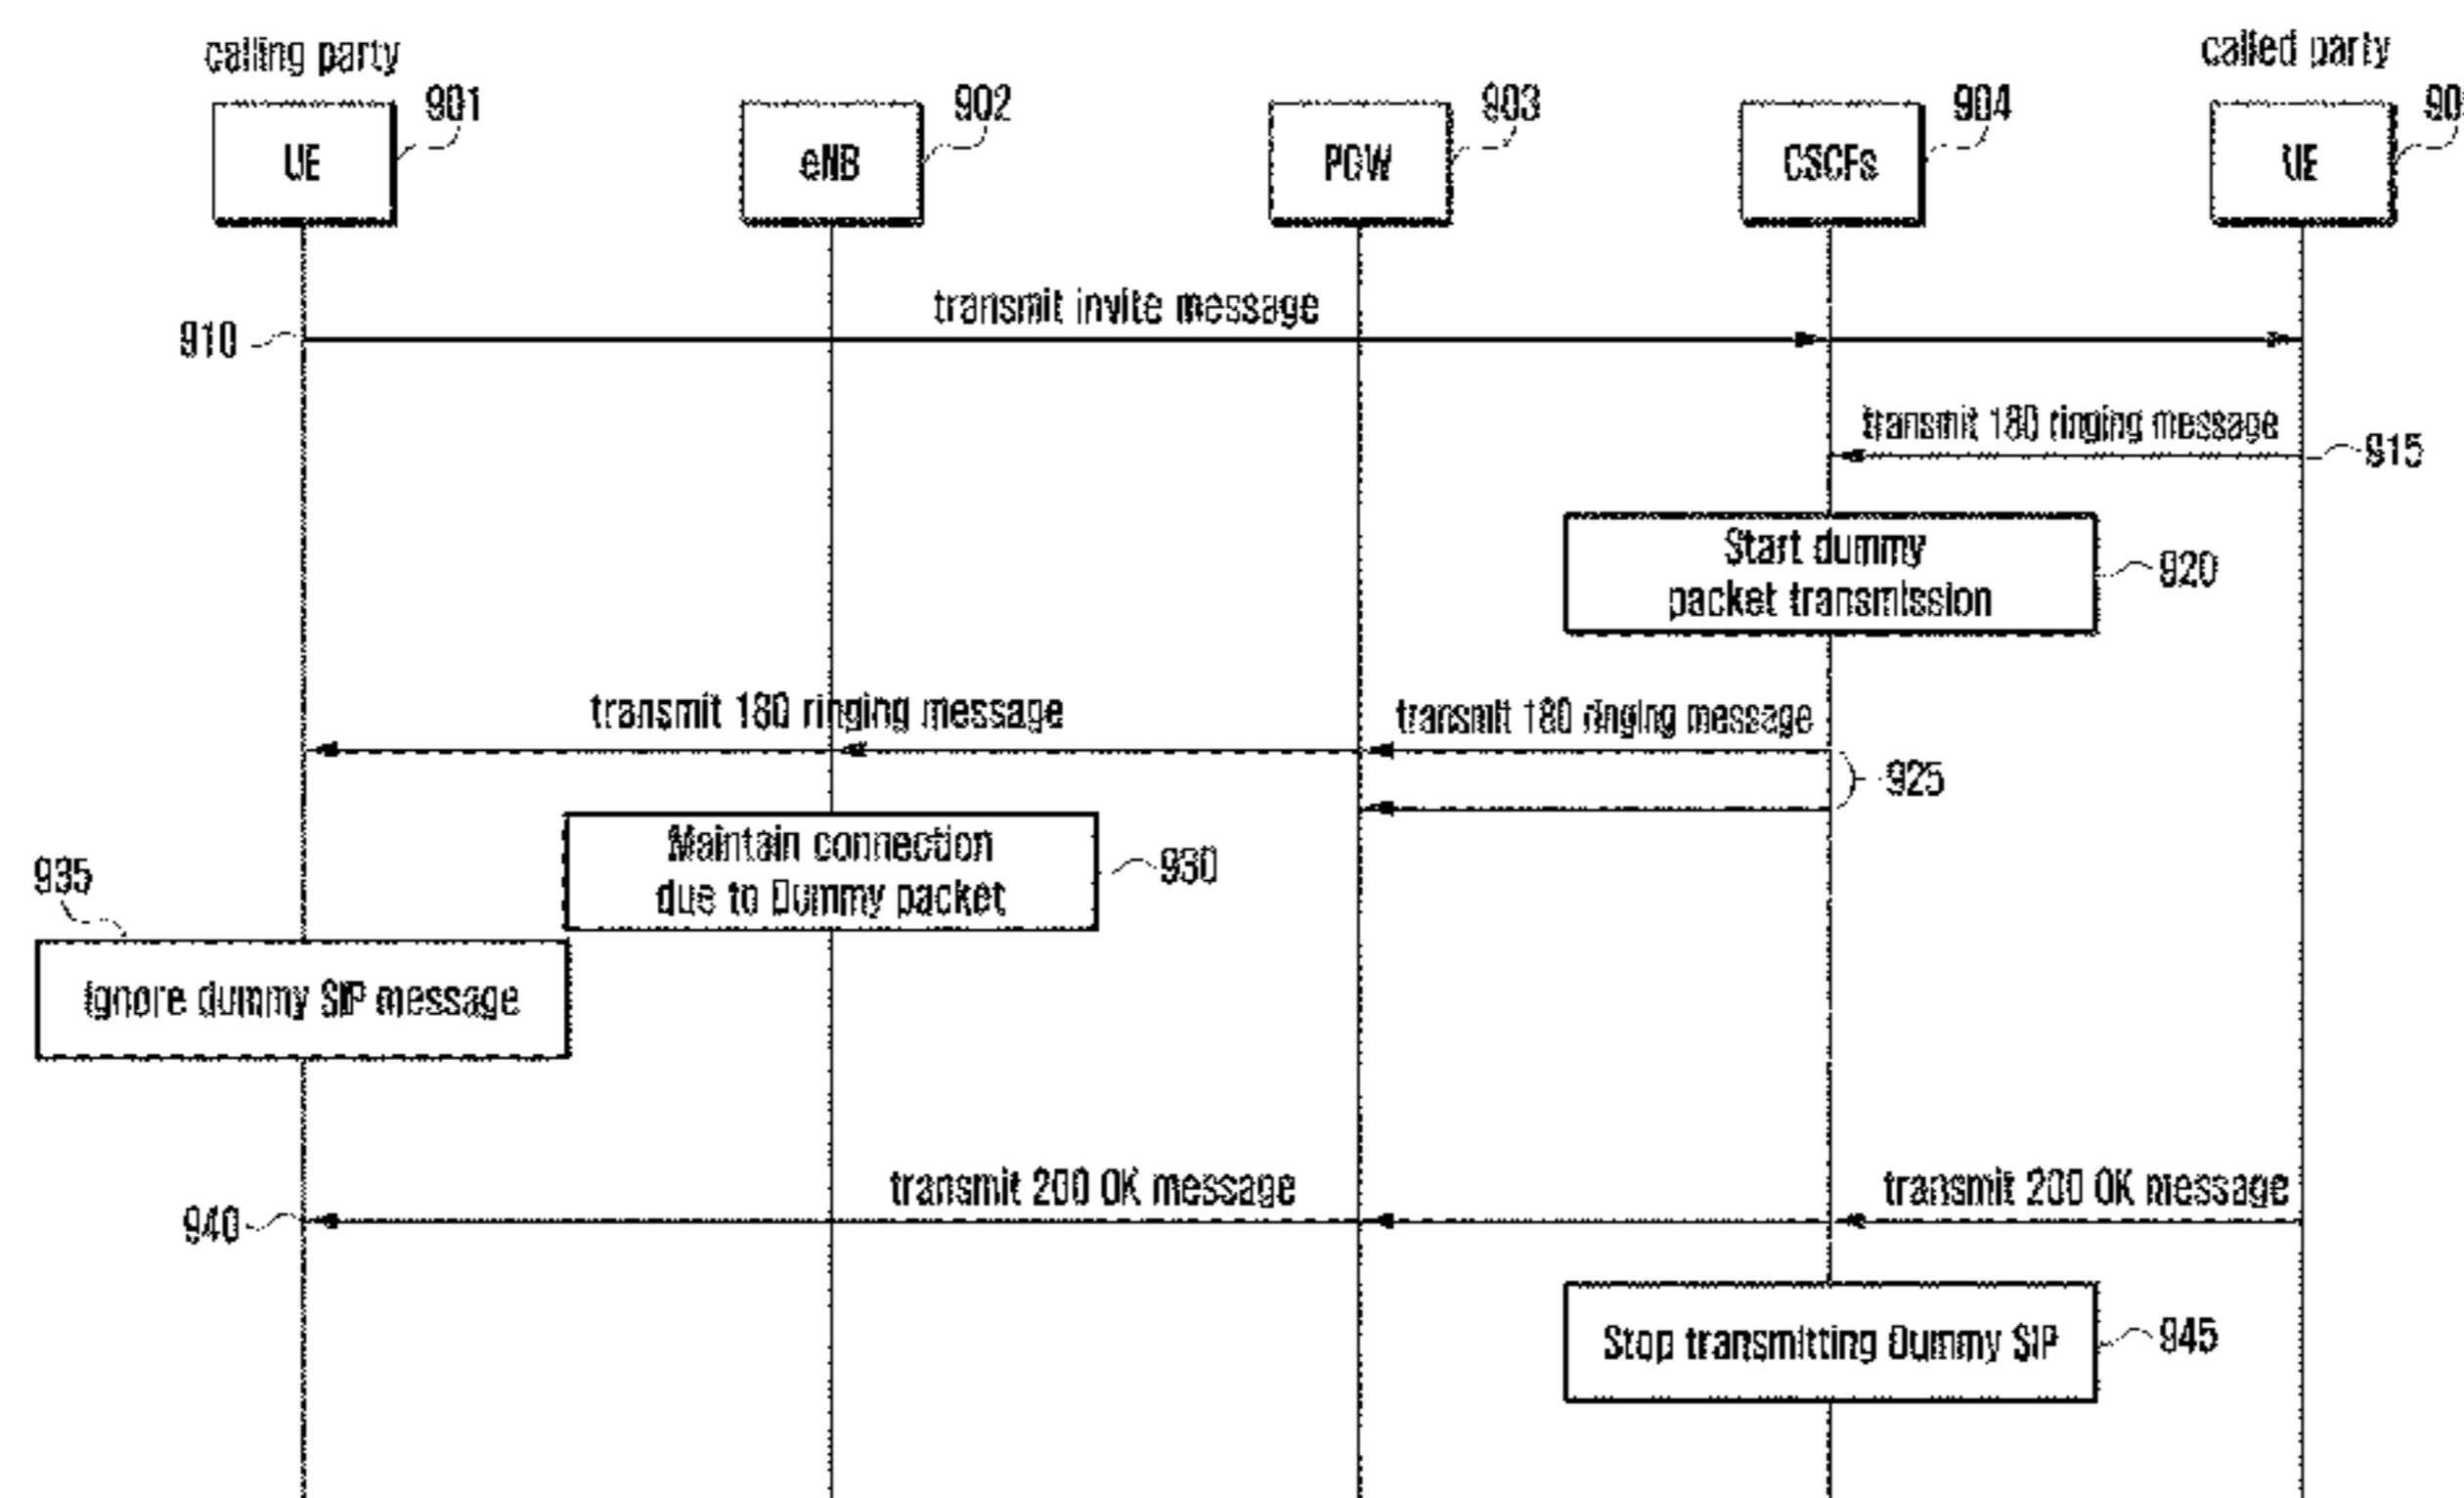 calling party
called party
901
902
903
904
UE
eNB
PGW
CSCFs
UE
transmit invite message
910
transmit 180 ringing message
915
Start dummy
packet transmission
920
transmit 180 ringing message
transmit 180 ringing message
925
Maintain connection
due to Dummy packet
930
935
Ignore dummy SIP message
transmit 200 OK message
transmit 200 OK message
940
Stop transmitting Dummy SIP
945